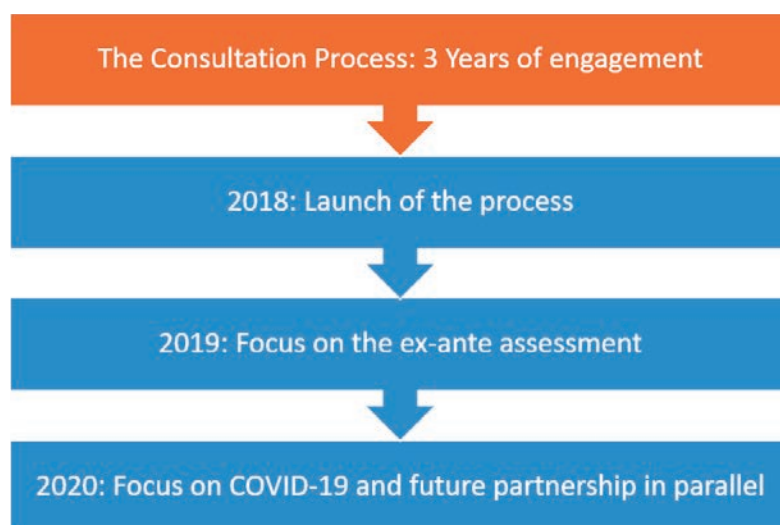 The Consultation Process: 3 Years of engagement
2018: Launch of the process
2019: Focus on the ex-ante assessment
2020: Focus on COVID-19 and future partnership in parallel